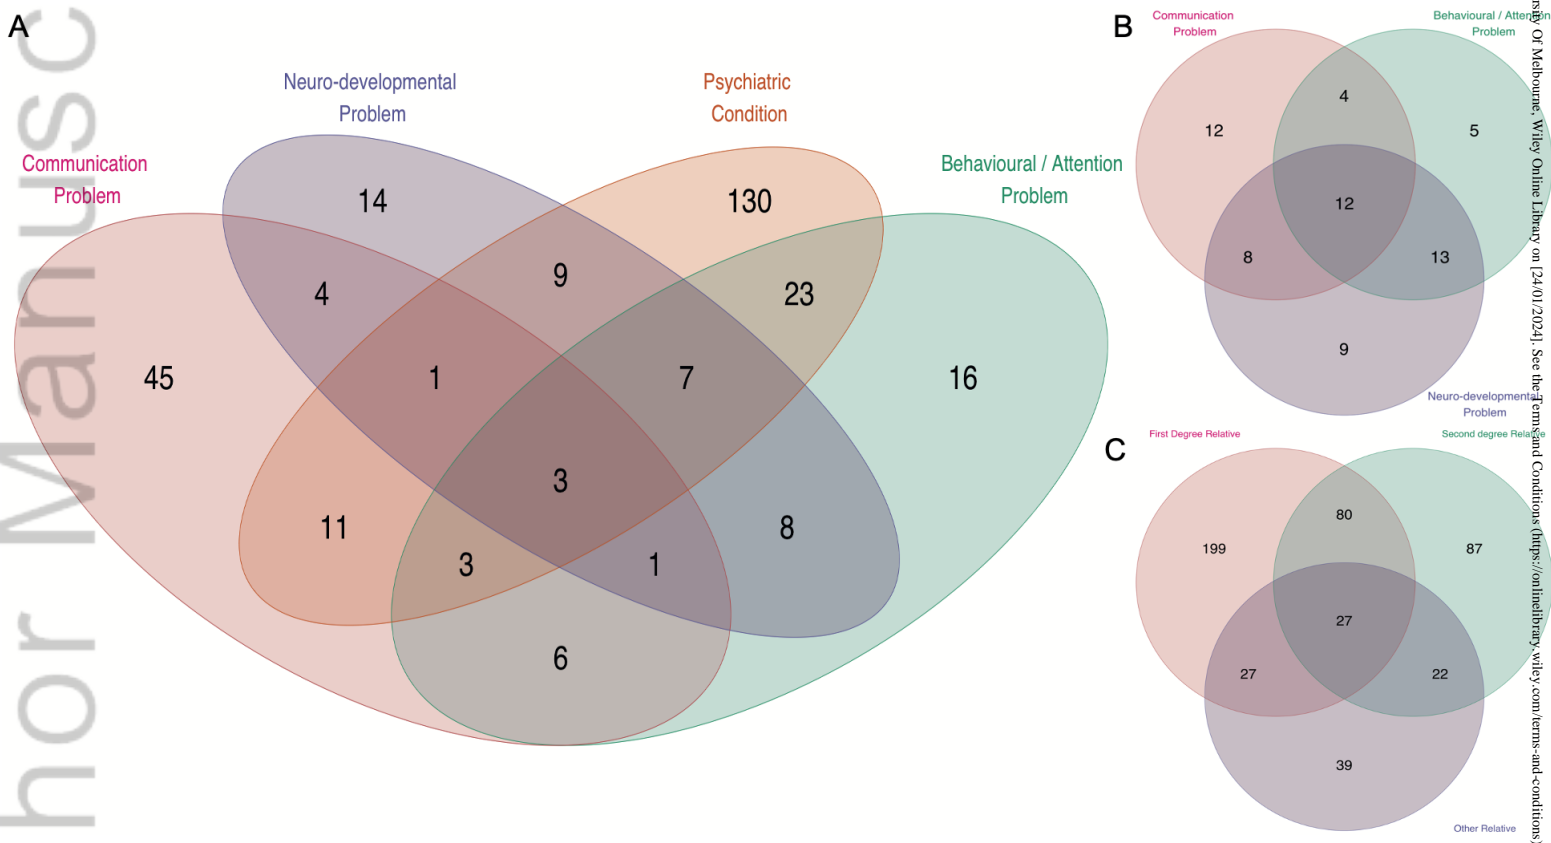 A
Neuro-developmental
Problem
Psychiatric
Condition
Communication
Problem
Behavioural / Attention
Problem
14
130
4
9
23
45
1
7
16
3
11
8
3
1
6
B
Communication
Problem
Behavioural / Attention
Problem
4
12
5
12
8
13
9
Neuro-developmental
Problem
C
First Degree Relative
Second degree Relative
80
199
87
27
27
22
39
Other Relative
hor Manusc
rsity Of Melbourne, Wiley Online Library on [24/01/2024]. See the Terms and Conditions (https://onlinelibrary.wiley.com/terms-and-conditions)